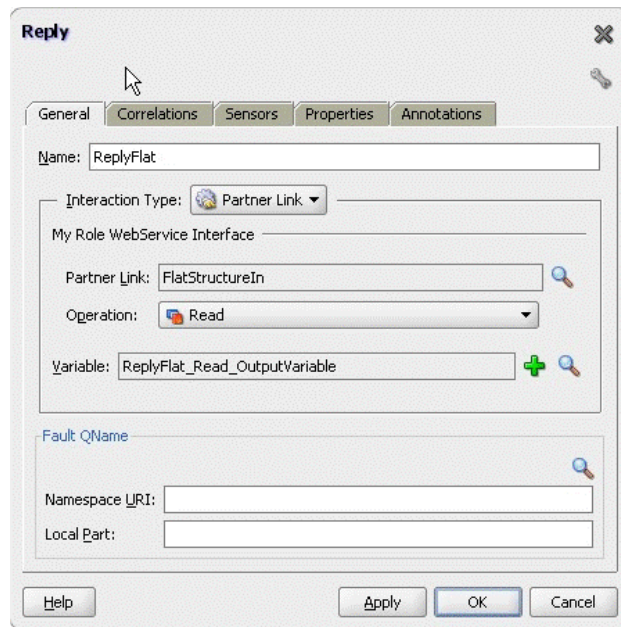 Reply
General Correlations Sensors Properties Annotations
Name: ReplyFlat
Interaction Type: Partner Link
My Role WebService Interface
Partner Link: FlatStructureIn
Operation: Read
Variable: ReplyFlat_Read_OutputVariable
Fault QName
Namespace URI:
Local Part:
Help Apply OK Cancel